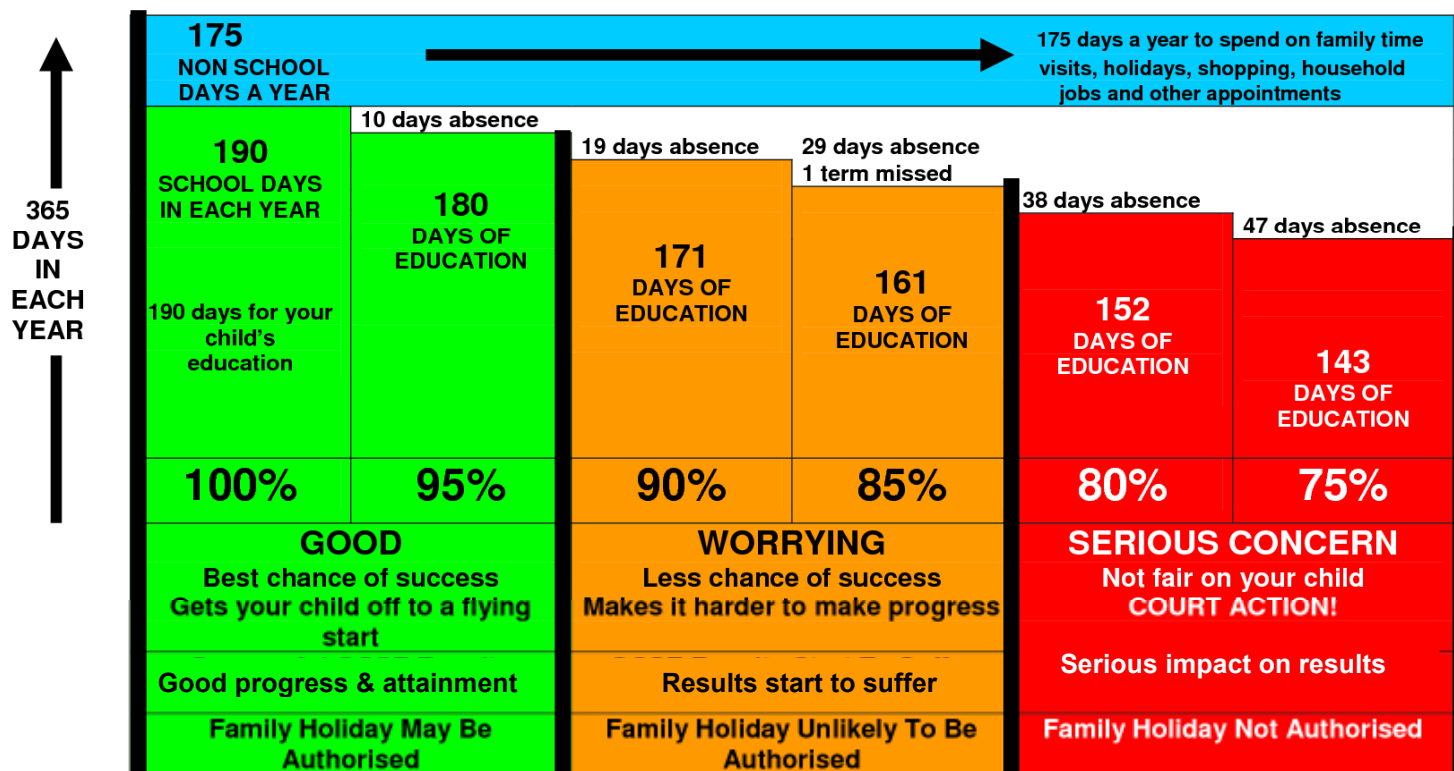 365
DAYS
IN
EACH
YEAR
175
NON SCHOOL
DAYS A YEAR
175 days a year to spend on family time
visits, holidays, shopping, household
jobs and other appointments
190
SCHOOL DAYS
IN EACH YEAR
190 days for your
child's
education
10 days absence
180
DAYS OF
EDUCATION
19 days absence
171
DAYS OF
EDUCATION
29 days absence
1 term missed
161
DAYS OF
EDUCATION
38 days absence
152
DAYS OF
EDUCATION
47 days absence
143
DAYS OF
EDUCATION
100%
95%
90%
85%
80%
75%
GOOD
Best chance of success
Gets your child off to a flying
start
Good progress & attainment
Family Holiday May Be
Authorised
WORRYING
Less chance of success
Makes it harder to make progress
Results start to suffer
Family Holiday Unlikely To Be
Authorised
SERIOUS CONCERN
Not fair on your child
COURT ACTION!
Serious impact on results
Family Holiday Not Authorised